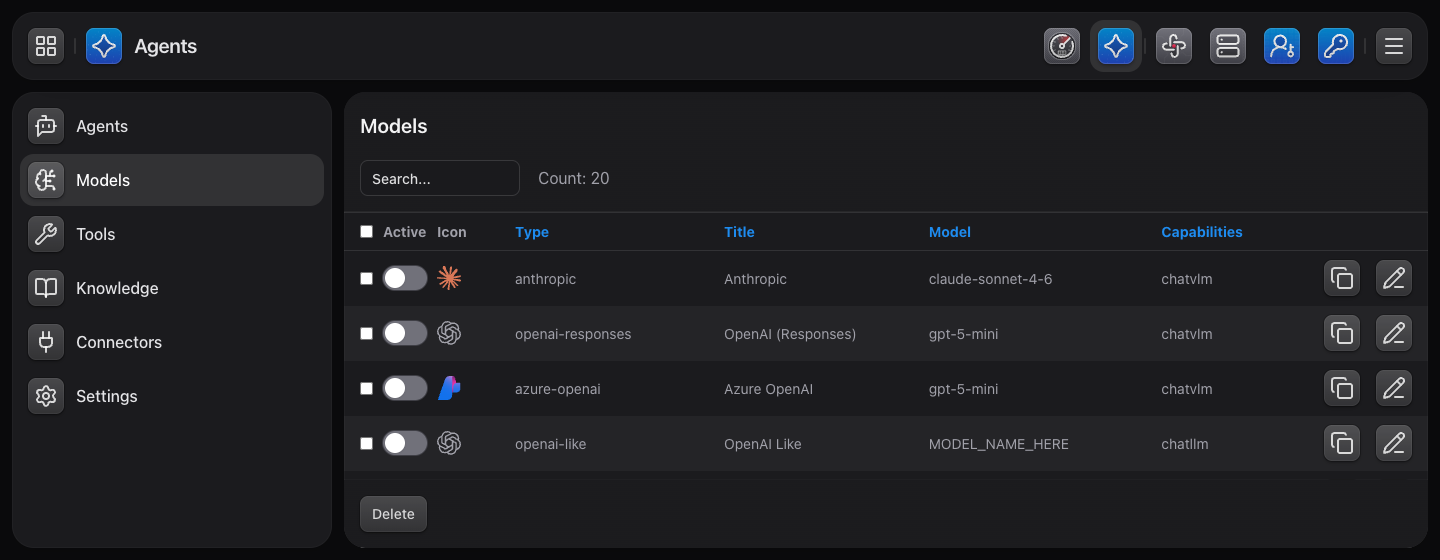 Agents
Agents
Models
Tools
Knowledge
Connectors
Settings
Models
Search...
Count: 20
Active Icon Type Title Model Capabilities
anthropic Anthropic claude-sonnet-4-6 chatvlm
openai-responses OpenAI (Responses) gpt-5-mini chatvlm
azure-openai Azure OpenAI gpt-5-mini chatvlm
openai-like OpenAI Like MODEL_NAME_HERE chatllm
Delete